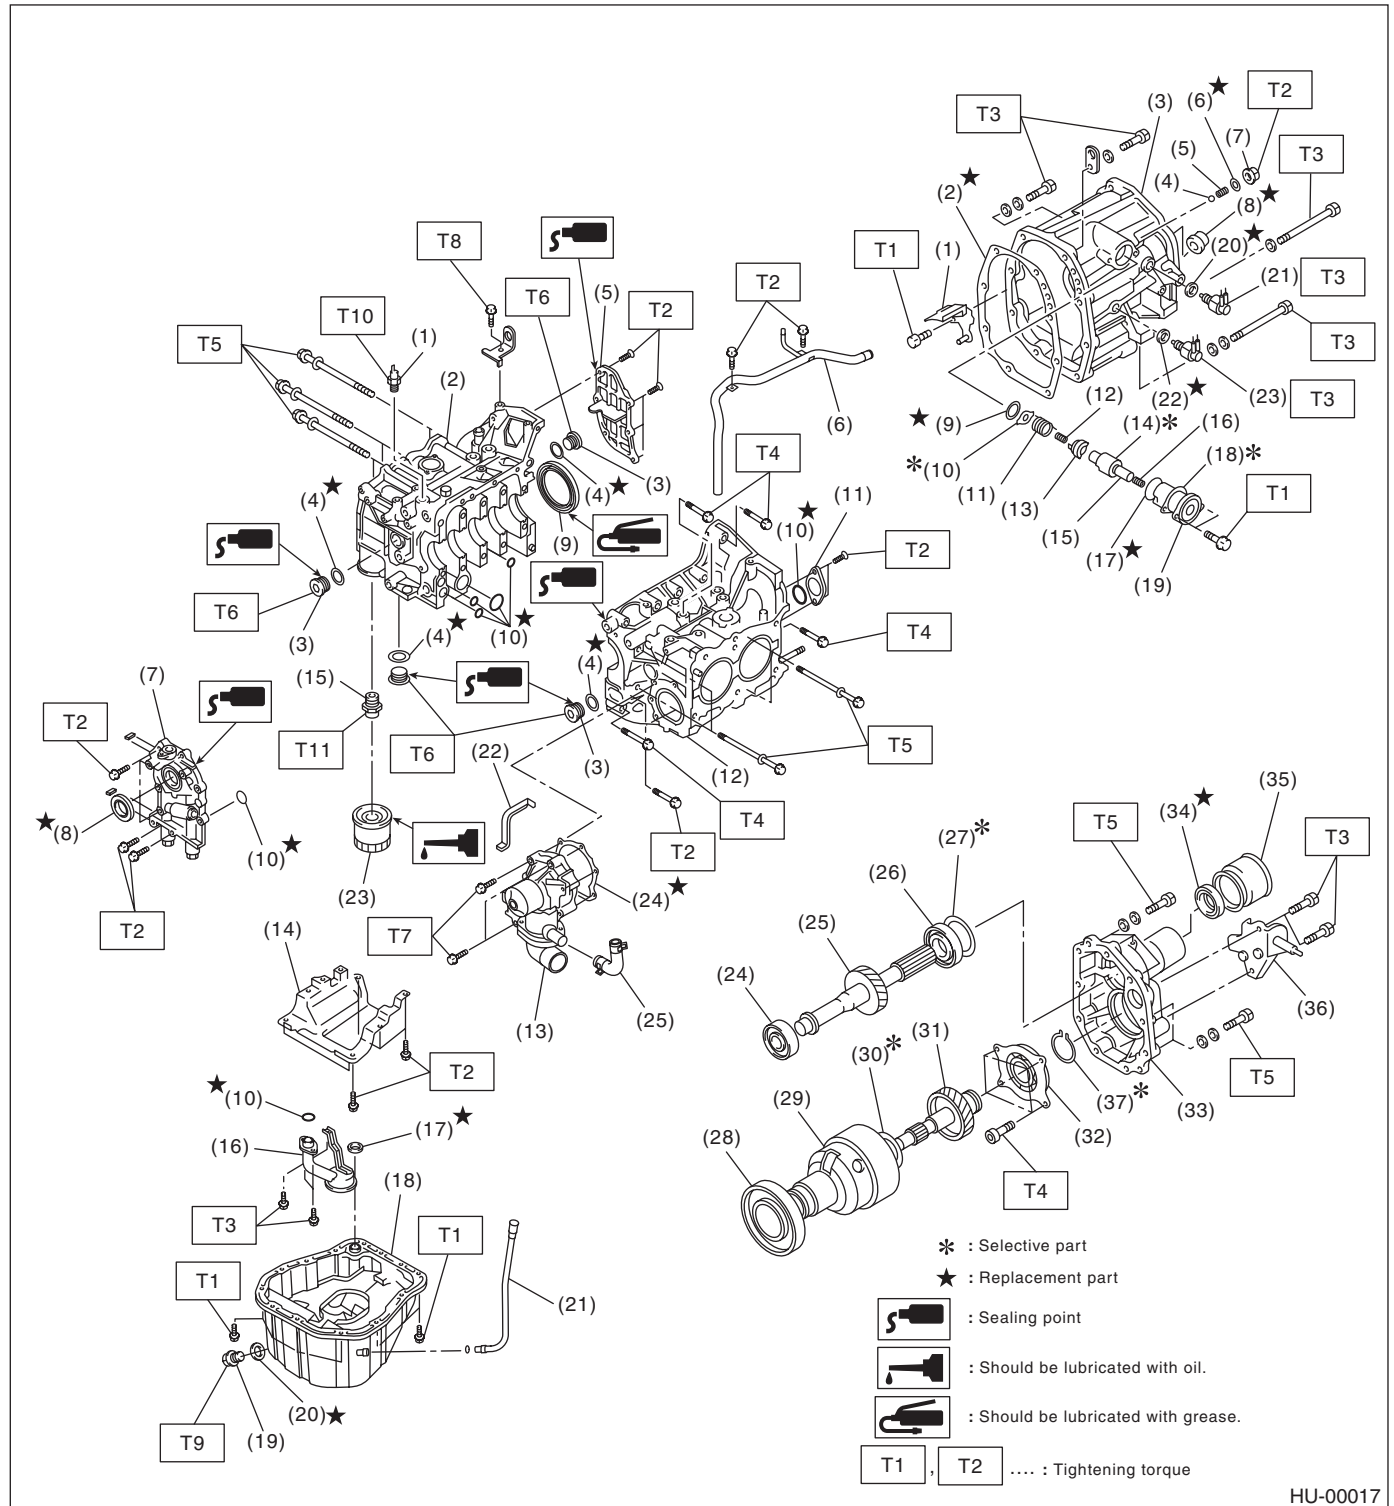 T3
(3)
(6)★
T2
(7)
T3
(5)
(4)
(2)★
(8)★
(20)★
T1
(1)
(21)
T3
T3
(22)★
(23)
T3
★(9)
(12)
(14)*
(16)
*(10)
(18)*
(11)
(13)
(15)
(17)★
(19)
T1
T8
T6
(5)
T2
T2
T10
T5
(1)
(2)
(6)
T4
(3)
(4)★
(4)★
(9)
(10)★
(11)
T2
T6
(3)
(4)★
(10)★
★
(4)
T4
(7)
(15)
T2
T11
T6
(22)
(3)
(12)
T5
T4
★(8)
(10)★
T2
(23)
T2
(24)★
T7
(14)
(13)
(25)
T2
★(10)
(17)★
(16)
(18)
T3
T1
T1
(21)
(20)★
T9
(19)
(35)
(34)★
T5
T3
(27)*
(26)
(25)
(24)
(36)
(31)
(30)*
T5
(37)*
(33)
(29)
(32)
(28)
T4
* : Selective part
★ : Replacement part
: Sealing point
: Should be lubricated with oil.
: Should be lubricated with grease.
T1 , T2 .... : Tightening torque
HU-00017